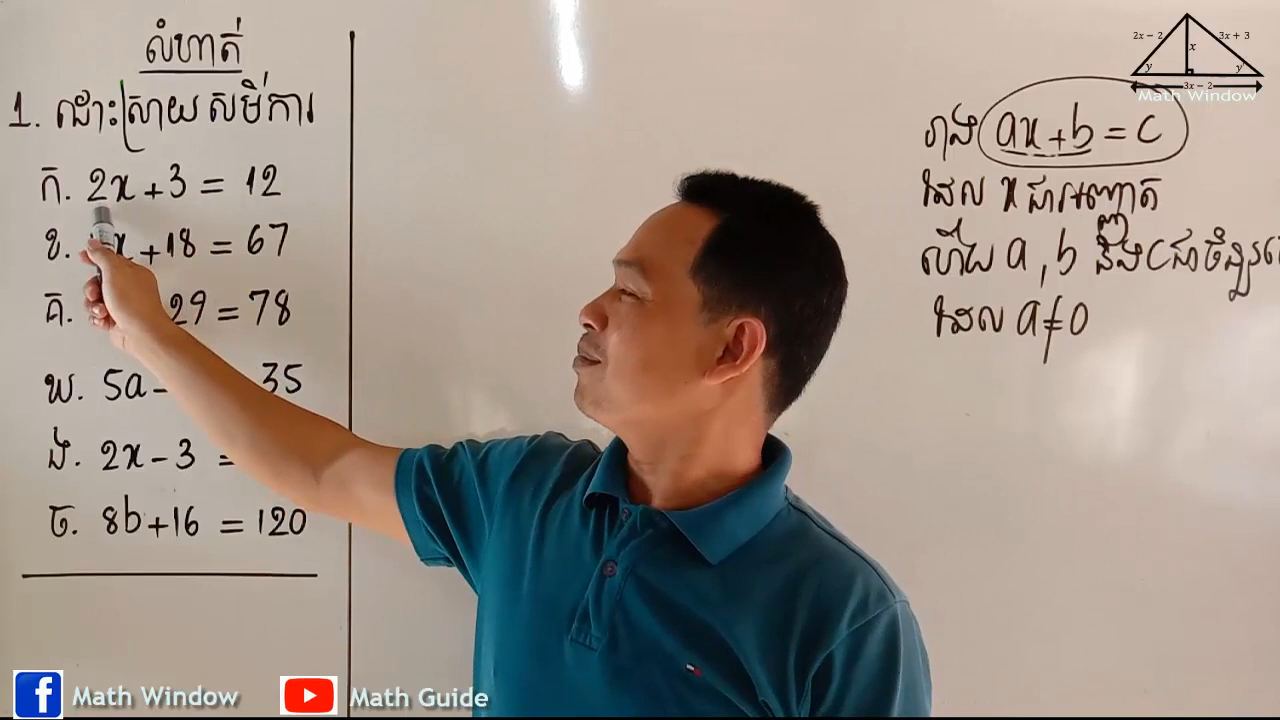 លំហាត់
1. ដោះស្រាយសមីការ
ក. 2x + 3 = 12
ខ. x + 18 = 67
គ. 29 = 78
ឃ. 5a - 35
ង. 2x - 3 =
ច. 8b + 16 = 120
រាង ax + b = c
ដែល x ជាអញ្ញាត
ហើយ a, b និង c ជាចំនួន
ដែល a ≠ 0
2x − 2
3x + 3
x
y
y
3x − 2
Math Window
Math Window
Math Guide